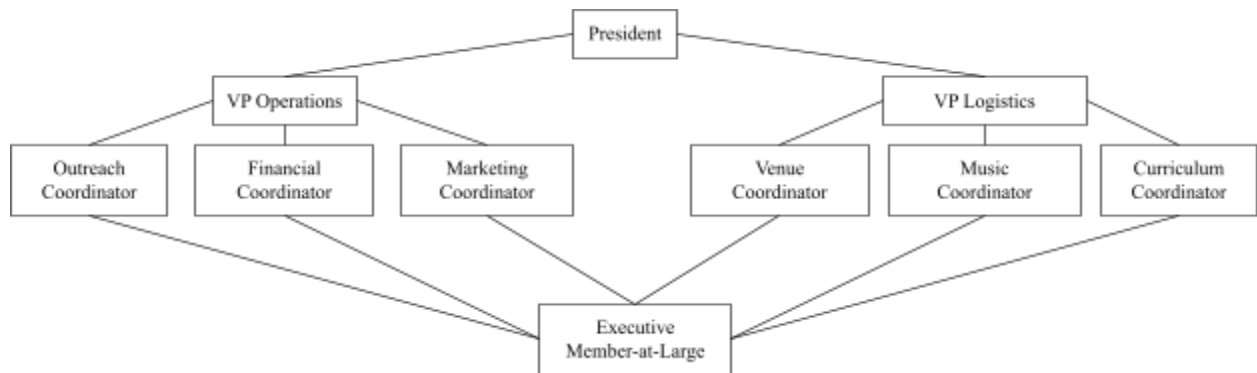 President
VP Operations
VP Logistics
Outreach
Coordinator
Financial
Coordinator
Marketing
Coordinator
Venue
Coordinator
Music
Coordinator
Curriculum
Coordinator
Executive
Member-at-Large